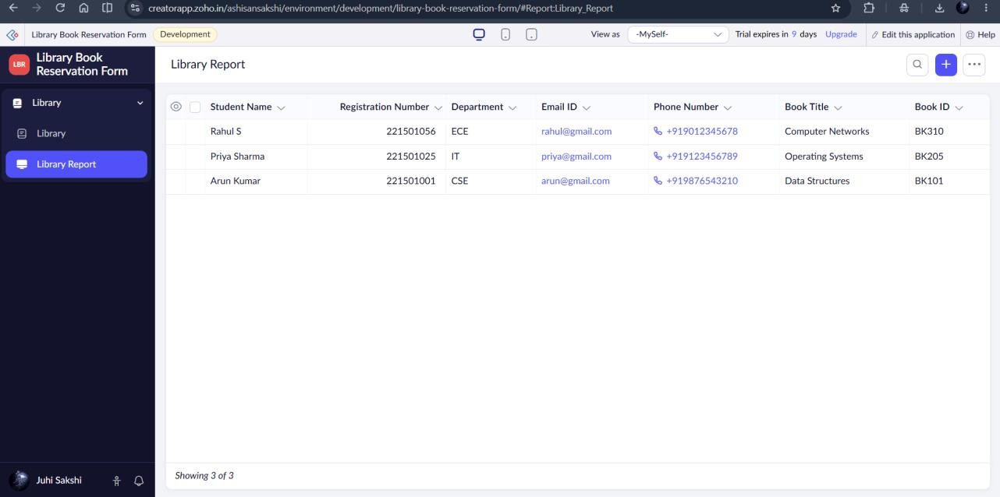 creatorapp.zoho.in/ashisansakshi/environment/development/library-book-reservation-form/#Report:Library_Report
Library Book Reservation Form Development View as -MySelf- Trial expires in 9 days Upgrade Edit this application Help
LBR Library Book Reservation Form
Library Report
Library
Library
Library Report
Student Name Registration Number Department Email ID Phone Number Book Title Book ID
Rahul S 221501056 ECE rahul@gmail.com +919012345678 Computer Networks BK310
Priya Sharma 221501025 IT priya@gmail.com +919123456789 Operating Systems BK205
Arun Kumar 221501001 CSE arun@gmail.com +919876543210 Data Structures BK101
Showing 3 of 3
Juhi Sakshi